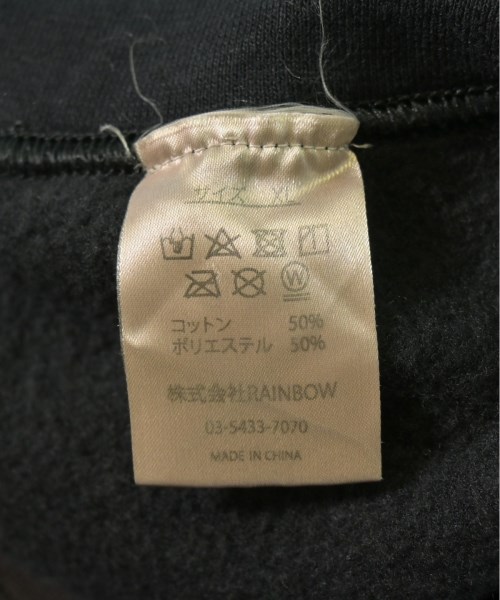 サイズ XL
W
コットン 50%
ポリエステル 50%
株式会社RAINBOW
03-5433-7070
MADE IN CHINA